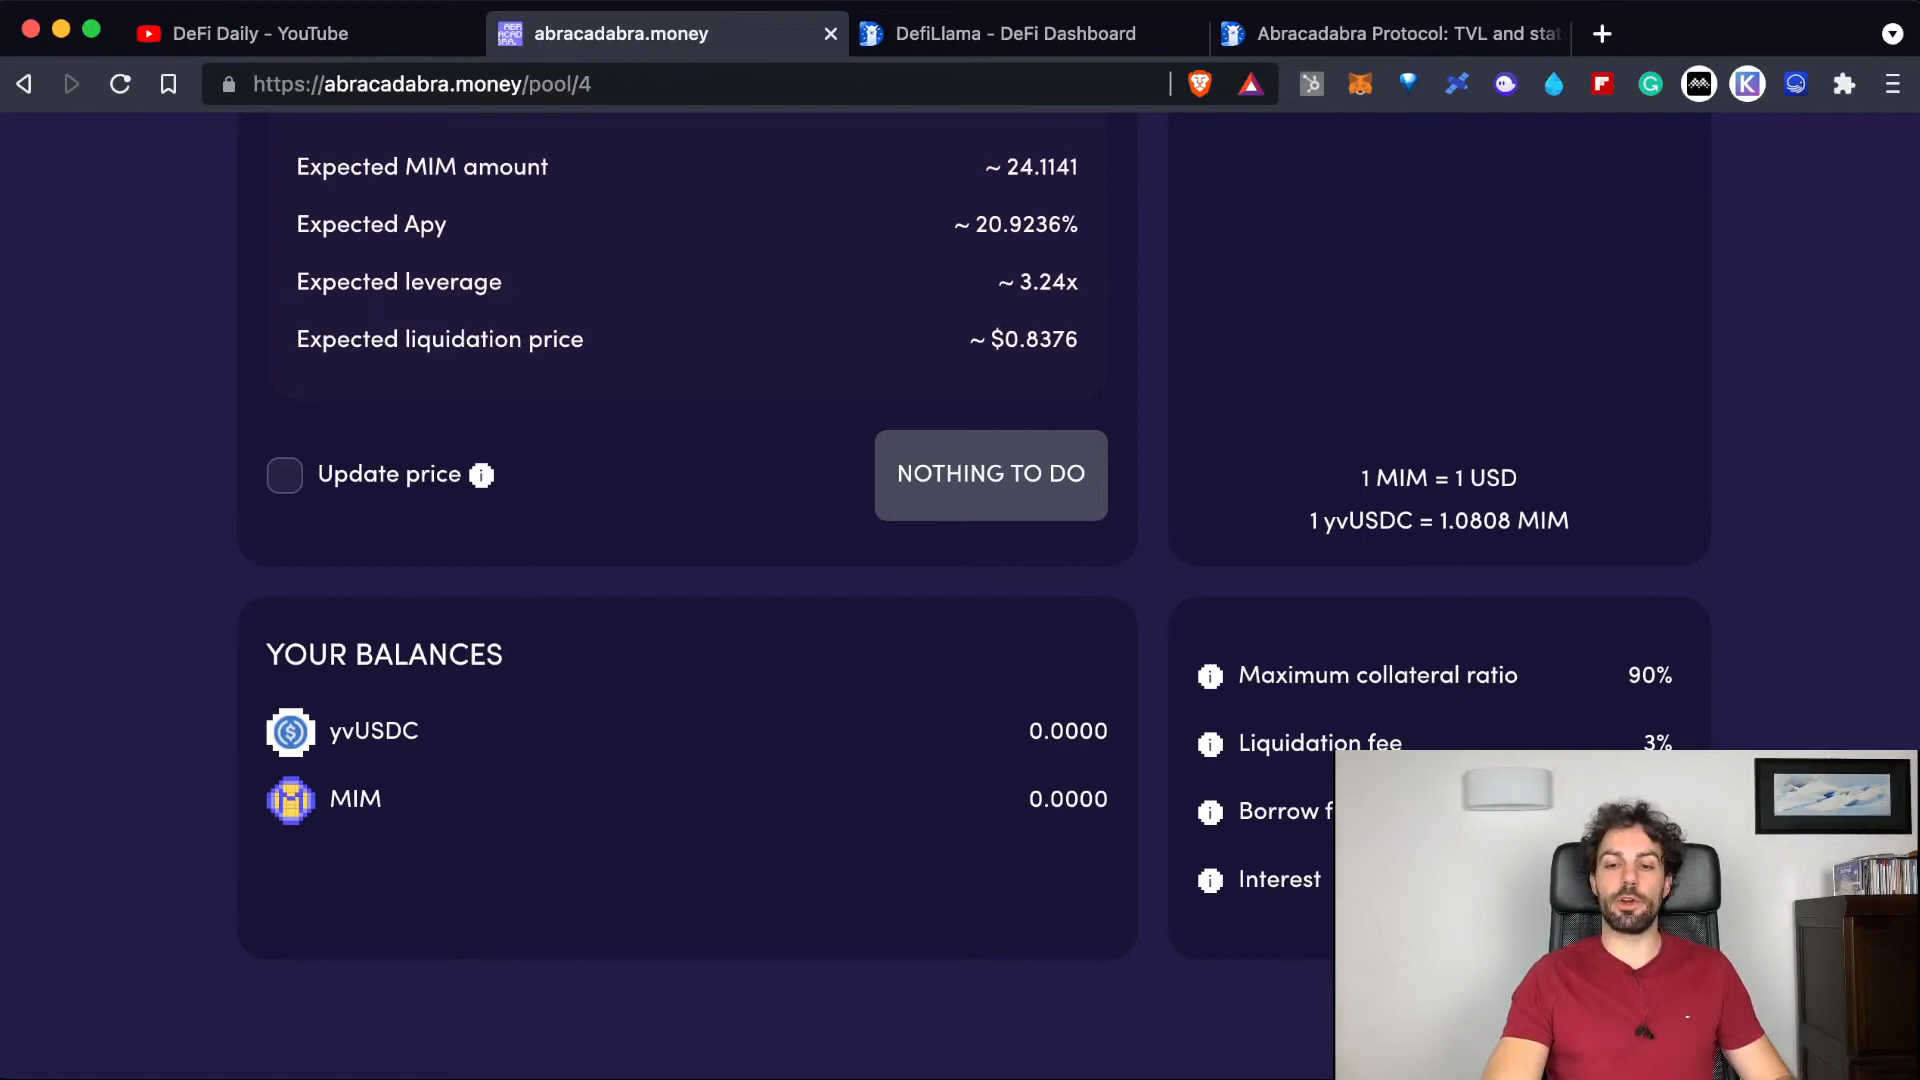 DeFi Daily - YouTube
abracadabra.money
DefiLlama - DeFi Dashboard
Abracadabra Protocol: TVL and stat
https://abracadabra.money/pool/4
Expected MIM amount ~ 24.1141
Expected Apy ~ 20.9236%
Expected leverage ~ 3.24x
Expected liquidation price ~ $0.8376
Update price
NOTHING TO DO
1 MIM = 1 USD
1 yvUSDC = 1.0808 MIM
YOUR BALANCES
yvUSDC 0.0000
MIM 0.0000
Maximum collateral ratio 90%
Liquidation fee 3%
Borrow f
Interest